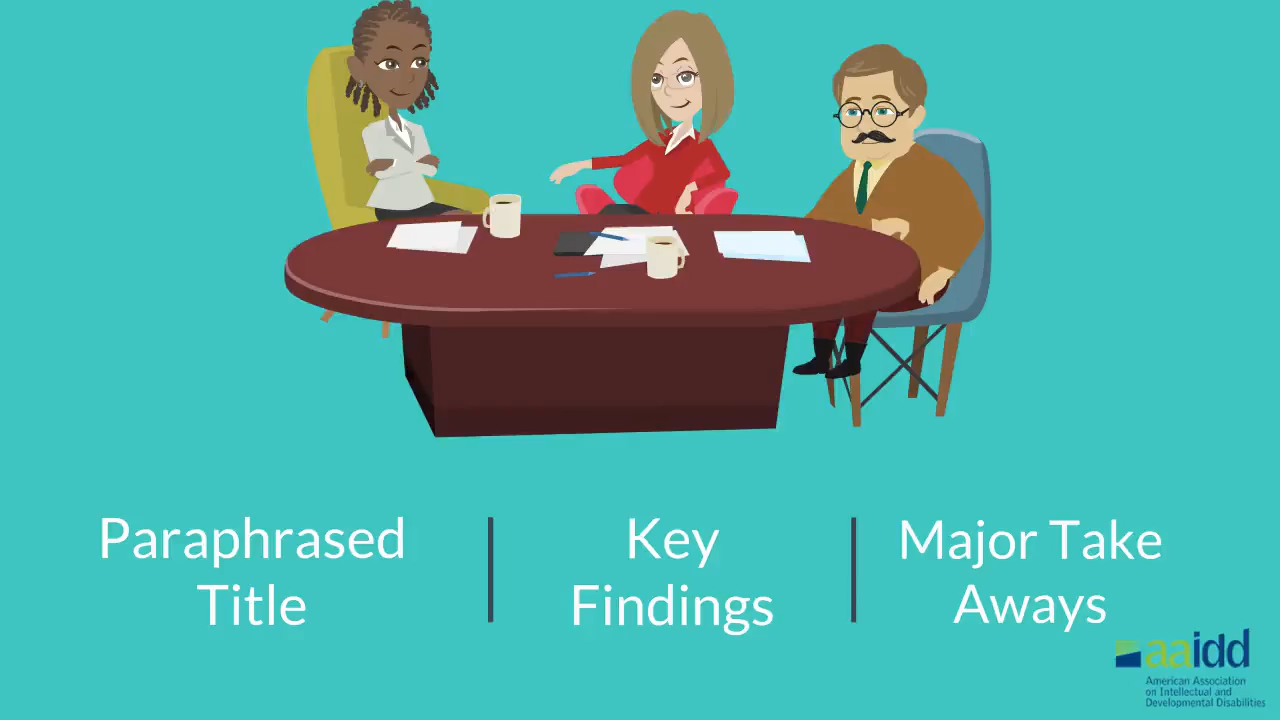 Paraphrased
Title
Key
Findings
Major Take
Aways
aaidd
American Association
on Intellectual and
Developmental Disabilities